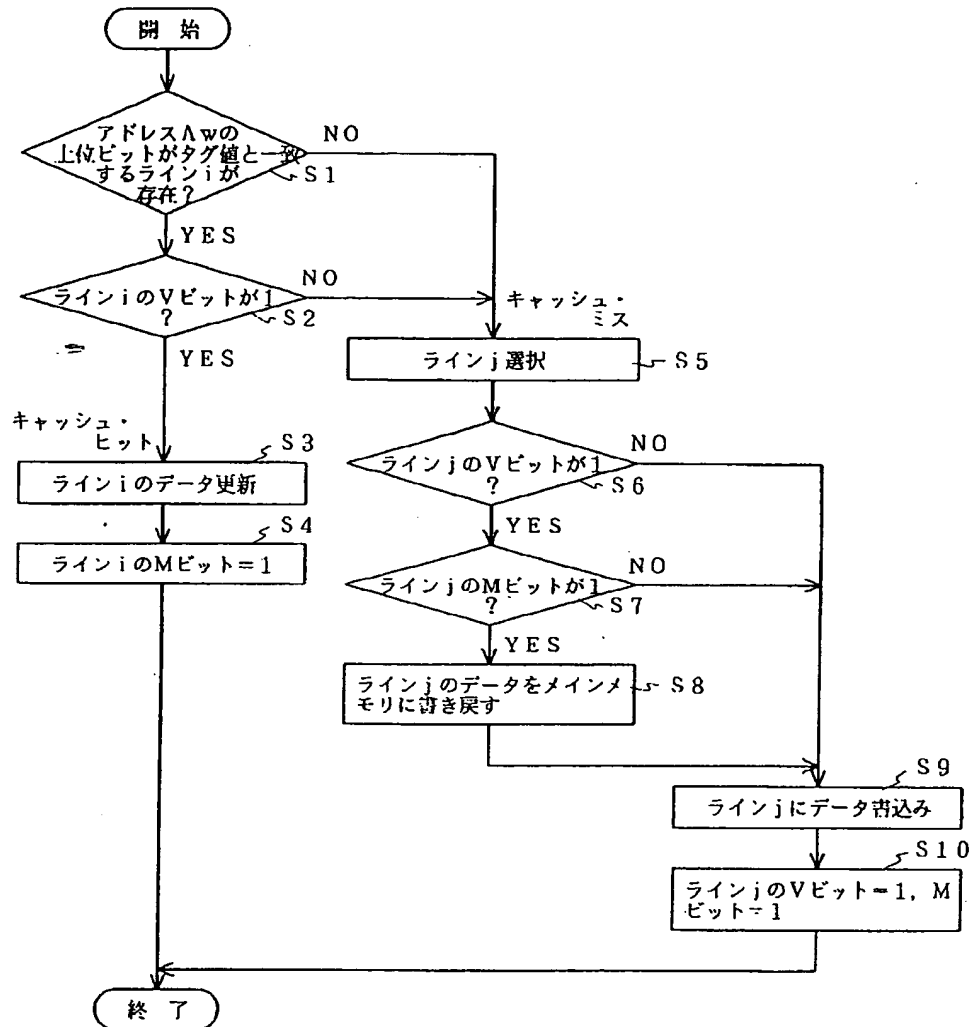 開 始
アドレスAwの
上位ビットがタグ値と一致
するラインiが
存在?
NO
S1
YES
ラインiのVビットが1
?
NO
S2
YES
キャッシュ・
ミス
ラインj選択
S5
キャッシュ・
ヒット
S3
ラインiのデータ更新
S4
ラインiのMビット=1
ラインjのVビットが1
?
NO
S6
YES
ラインjのMビットが1
?
NO
S7
YES
ラインjのデータをメインメ
モリに書き戻す
S8
S9
ラインjにデータ書込み
S10
ラインjのVビット=1, M
ビット=1
終 了